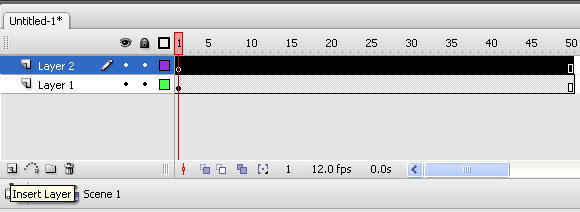 Untitled-1*
1 5 10 15 20 25 30 35 40 45 50
Layer 2
Layer 1
1 12.0 fps 0.0s
Insert Layer Scene 1